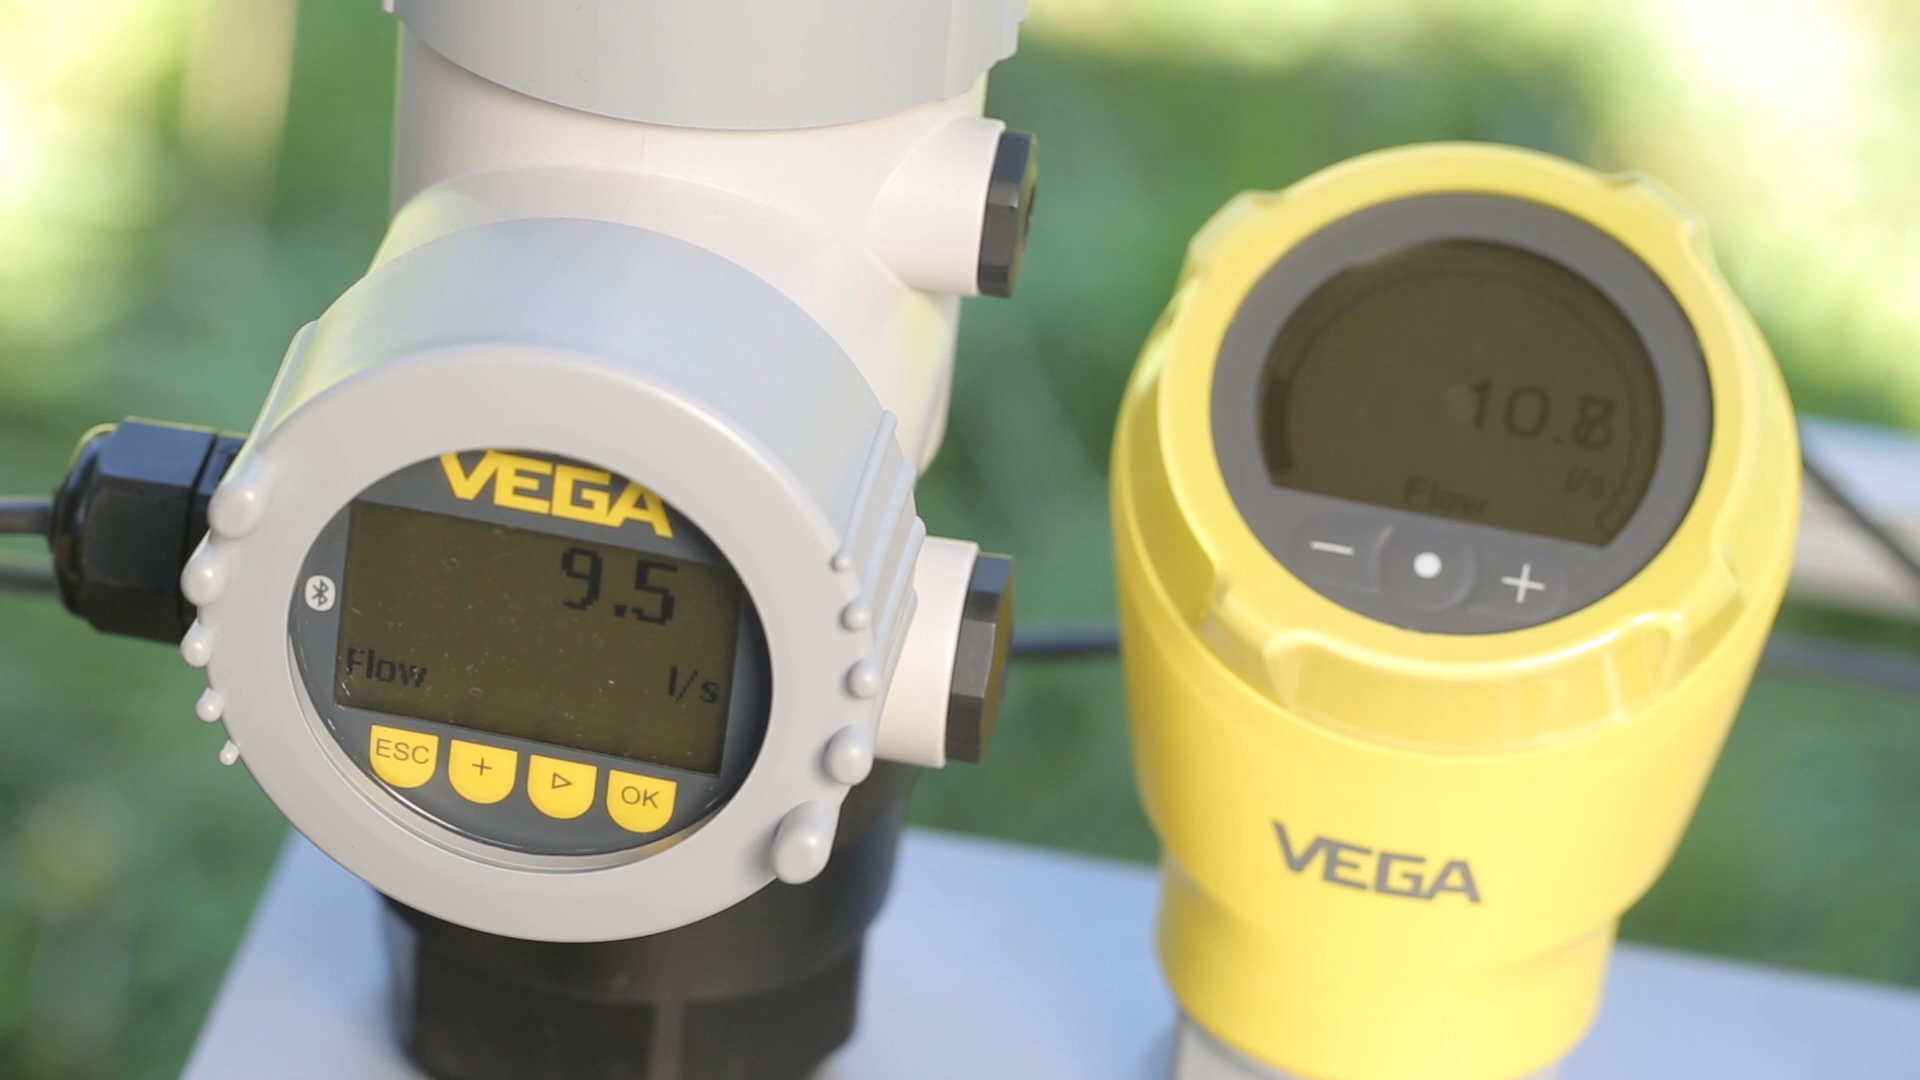 VEGA
9.5
Flow l/s
ESC + ▷ OK
10.8
l/s
Flow
− ● +
VEGA